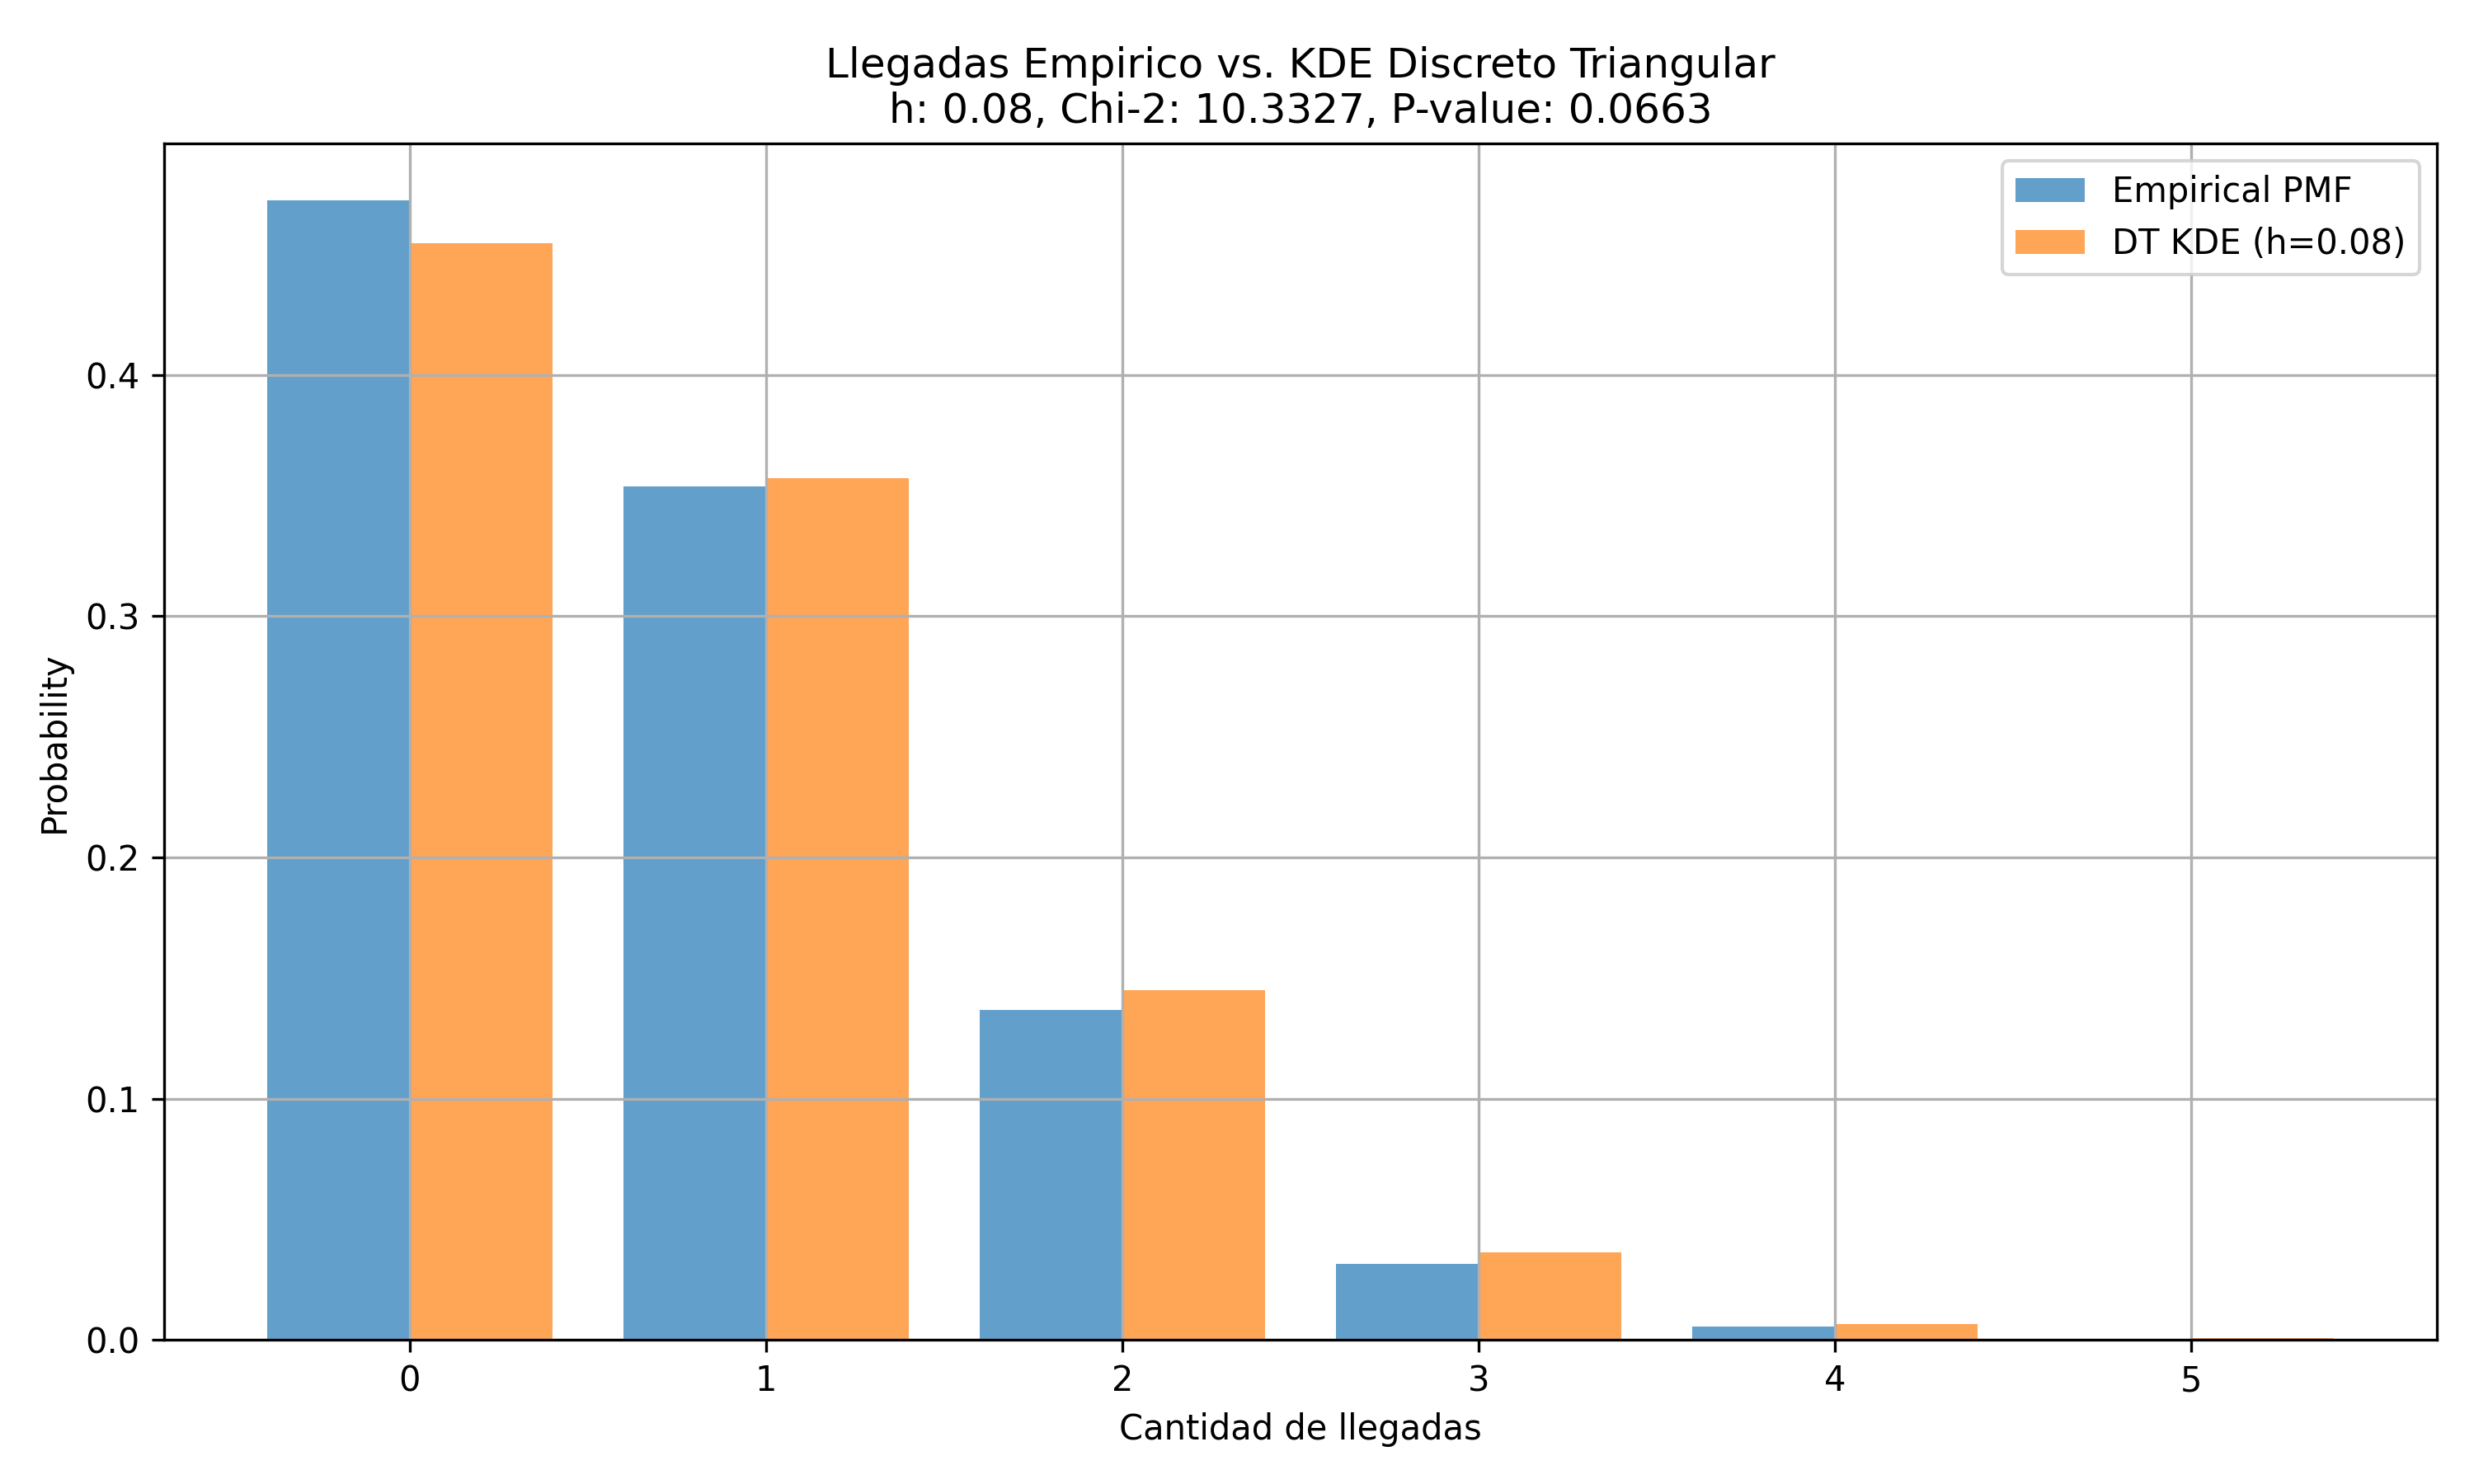 Llegadas Empirico vs. KDE Discreto Triangular
h: 0.08, Chi-2: 10.3327, P-value: 0.0663
Empirical PMF
DT KDE (h=0.08)
Probability
0.4
0.3
0.2
0.1
0.0
0 1 2 3 4 5
Cantidad de llegadas